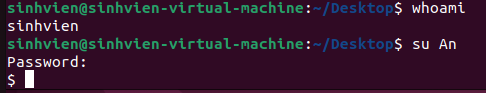 sinhvien@sinhvien-virtual-machine:~/Desktop$ whoami
sinhvien
sinhvien@sinhvien-virtual-machine:~/Desktop$ su An
Password:
$